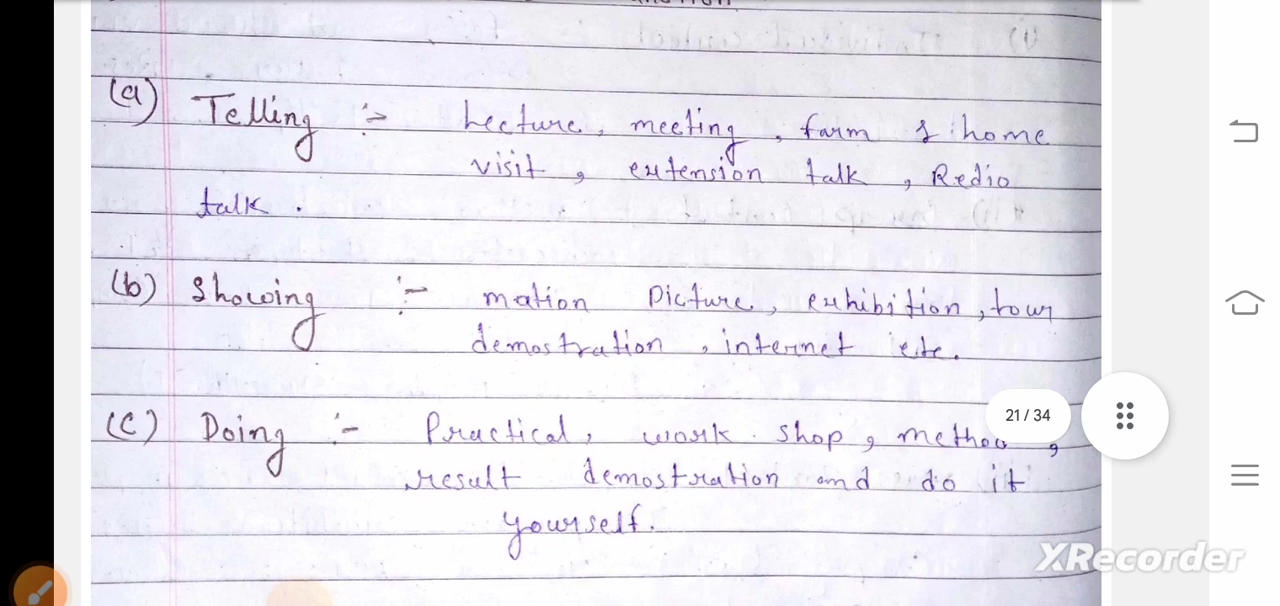 (a) Telling :- Lecture, meeting, farm & home
visit, extension talk, Redio
talk.
(b) Showing :- mation Picture, exhibition, tour
demostration, internet etc.
(c) Doing :- Practical, work shop, method,
21 / 34
result demostration and do it
yourself.
XRecorder